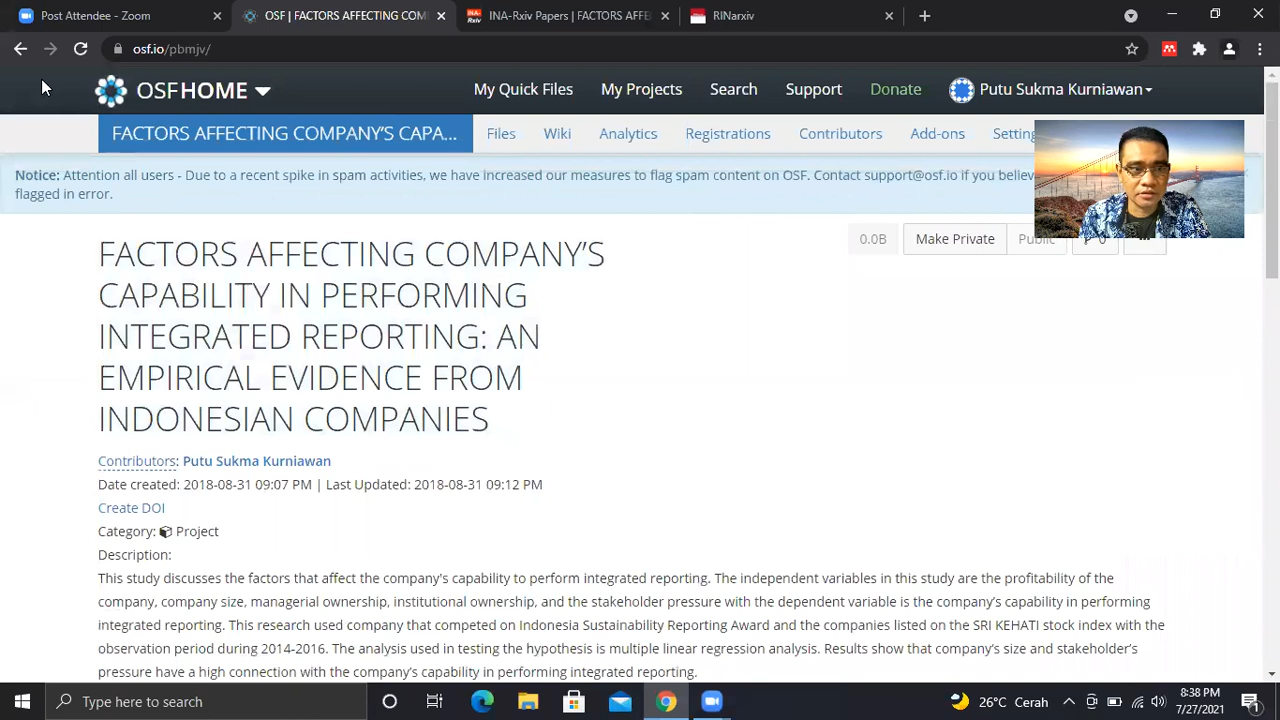 Post Attendee - Zoom
OSF | FACTORS AFFECTING COM
INA-Rxiv Papers | FACTORS AFFE
RINarxiv
osf.io/pbmjv/
OSFHOME
My Quick Files
My Projects
Search
Support
Donate
Putu Sukma Kurniawan
FACTORS AFFECTING COMPANY’S CAPA...
Files
Wiki
Analytics
Registrations
Contributors
Add-ons
Setting
Notice: Attention all users - Due to a recent spike in spam activities, we have increased our measures to flag spam content on OSF. Contact support@osf.io if you believ
flagged in error.
0.0B
Make Private
Public
0
FACTORS AFFECTING COMPANY’S
CAPABILITY IN PERFORMING
INTEGRATED REPORTING: AN
EMPIRICAL EVIDENCE FROM
INDONESIAN COMPANIES
Contributors: Putu Sukma Kurniawan
Date created: 2018-08-31 09:07 PM | Last Updated: 2018-08-31 09:12 PM
Create DOI
Category: Project
Description:
This study discusses the factors that affect the company's capability to perform integrated reporting. The independent variables in this study are the profitability of the
company, company size, managerial ownership, institutional ownership, and the stakeholder pressure with the dependent variable is the company’s capability in performing
integrated reporting. This research used company that competed on Indonesia Sustainability Reporting Award and the companies listed on the SRI KEHATI stock index with the
observation period during 2014-2016. The analysis used in testing the hypothesis is multiple linear regression analysis. Results show that company’s size and stakeholder’s
pressure have a high connection with the company’s capability in performing integrated reporting.
Type here to search
26°C Cerah
8:38 PM
7/27/2021
1